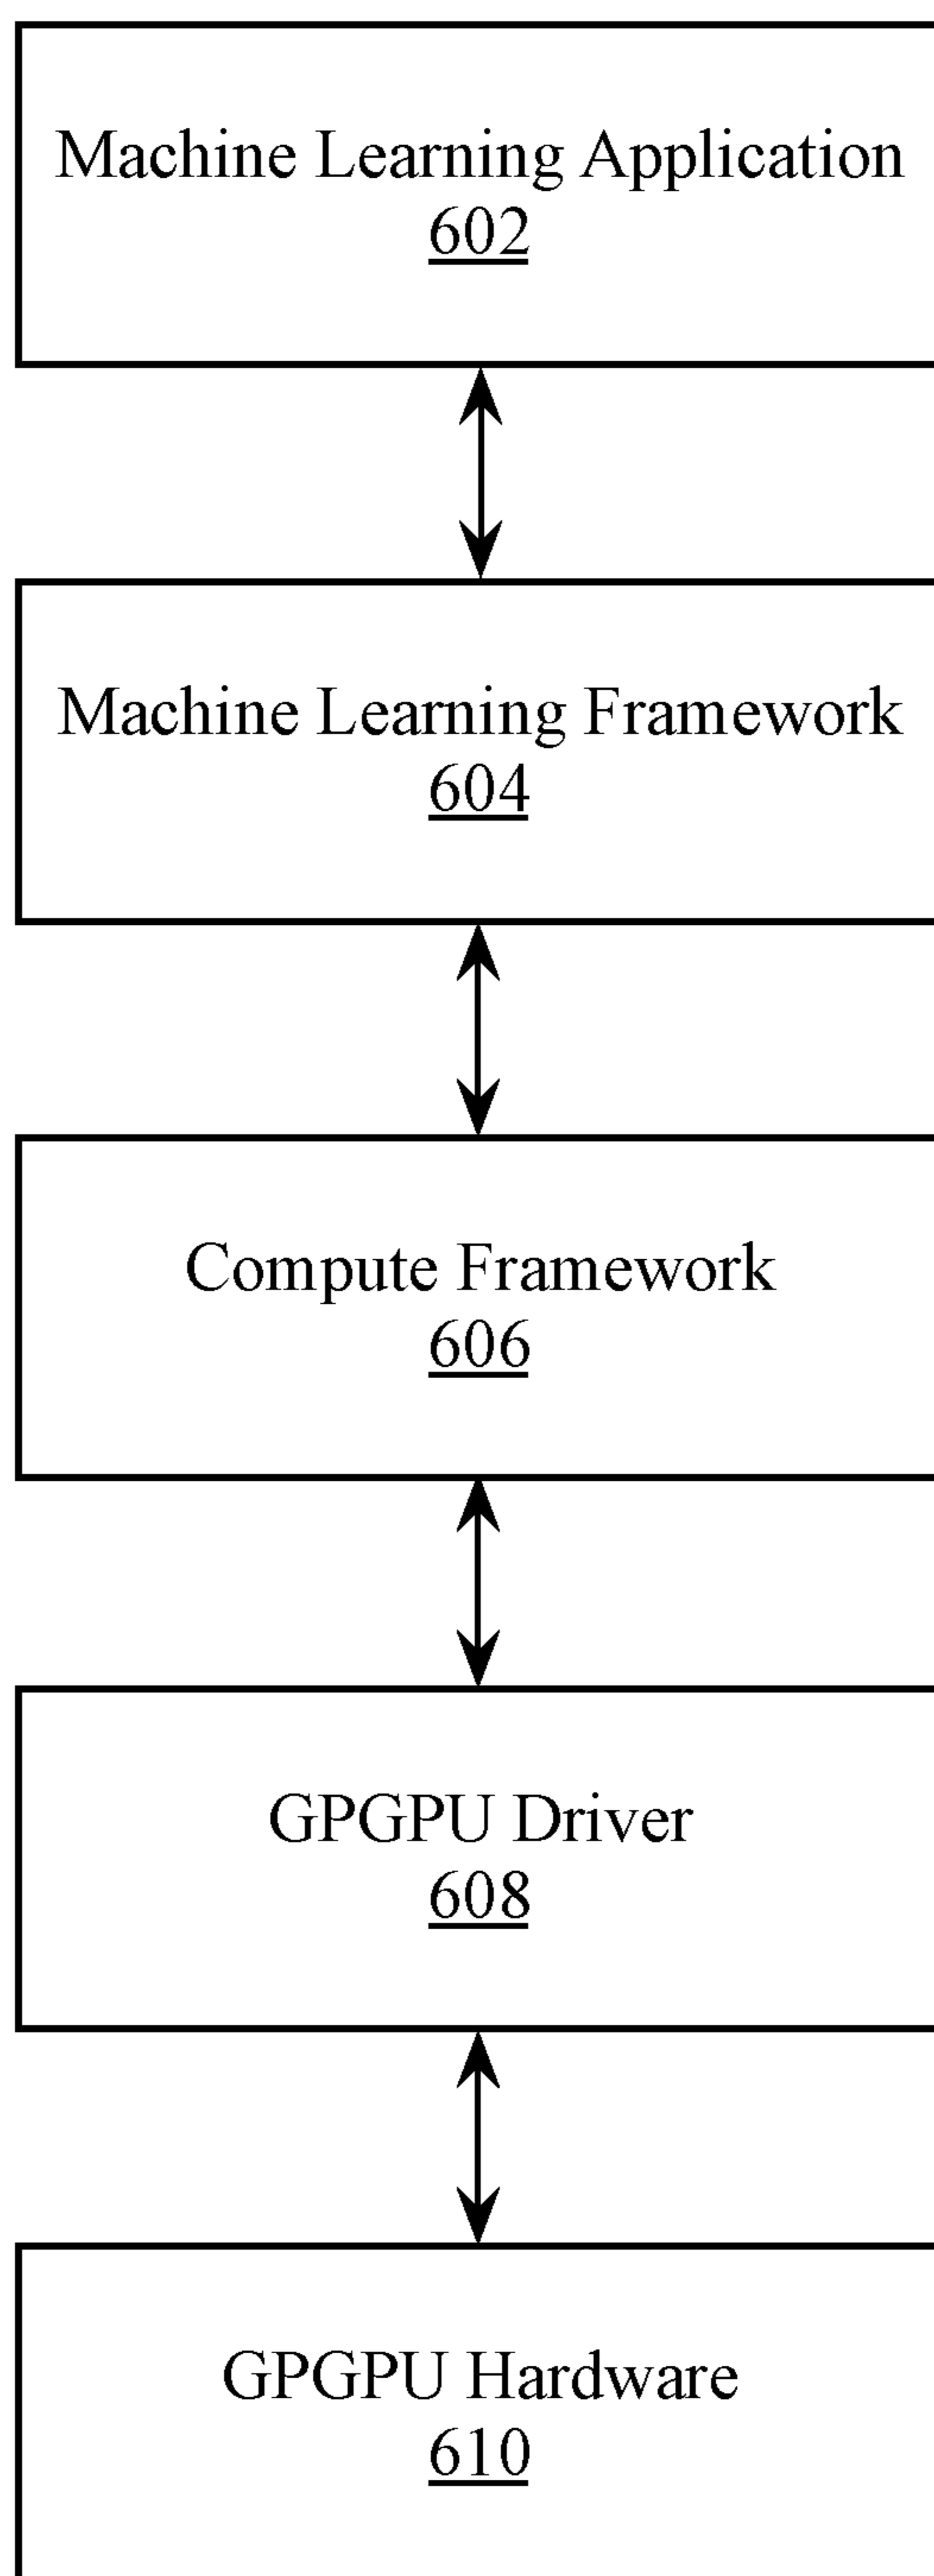 Machine Learning Application
602
Machine Learning Framework
604
Compute Framework
606
GPGPU Driver
608
GPGPU Hardware
610